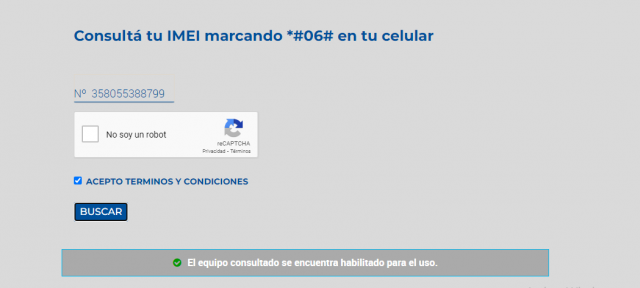 Consultá tu IMEI marcando *#06# en tu celular
Nº 358055388799
No soy un robot
reCAPTCHA
Privacidad - Términos
ACEPTO TERMINOS Y CONDICIONES
BUSCAR
El equipo consultado se encuentra habilitado para el uso.